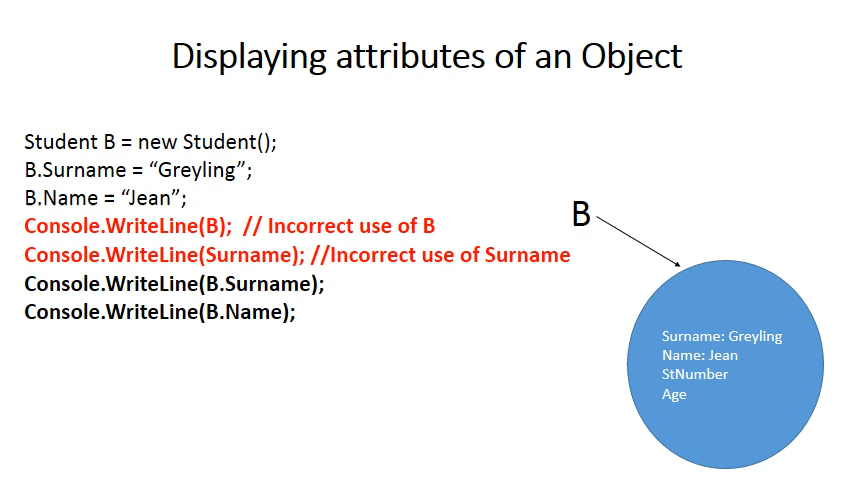 Displaying attributes of an Object
Student B = new Student();
B.Surname = “Greyling”;
B.Name = “Jean”;
Console.WriteLine(B);  // Incorrect use of B
Console.WriteLine(Surname); //Incorrect use of Surname
Console.WriteLine(B.Surname);
Console.WriteLine(B.Name);
B
Surname: Greyling
Name: Jean
StNumber
Age